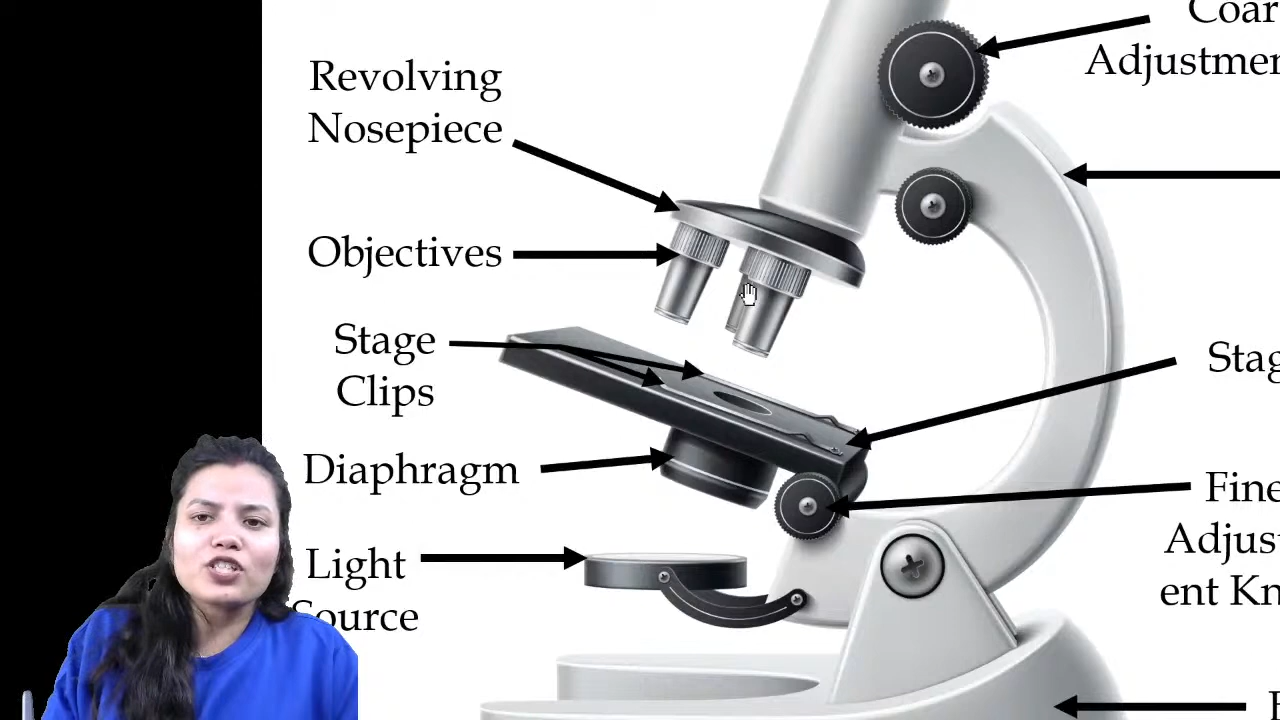 Revolving
Nosepiece
Objectives
Stage
Clips
Diaphragm
Light
Source
Coar
Adjustmen
Stag
Fine
Adjus
ent Kn